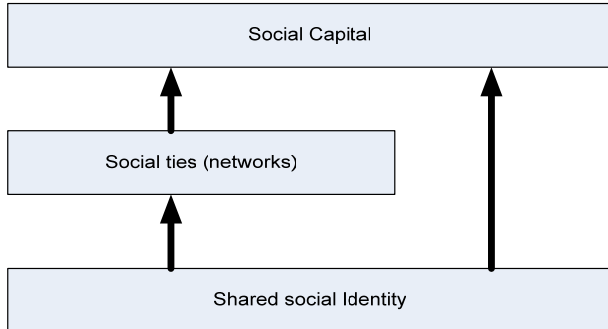 Social Capital
Social ties (networks)
Shared social Identity